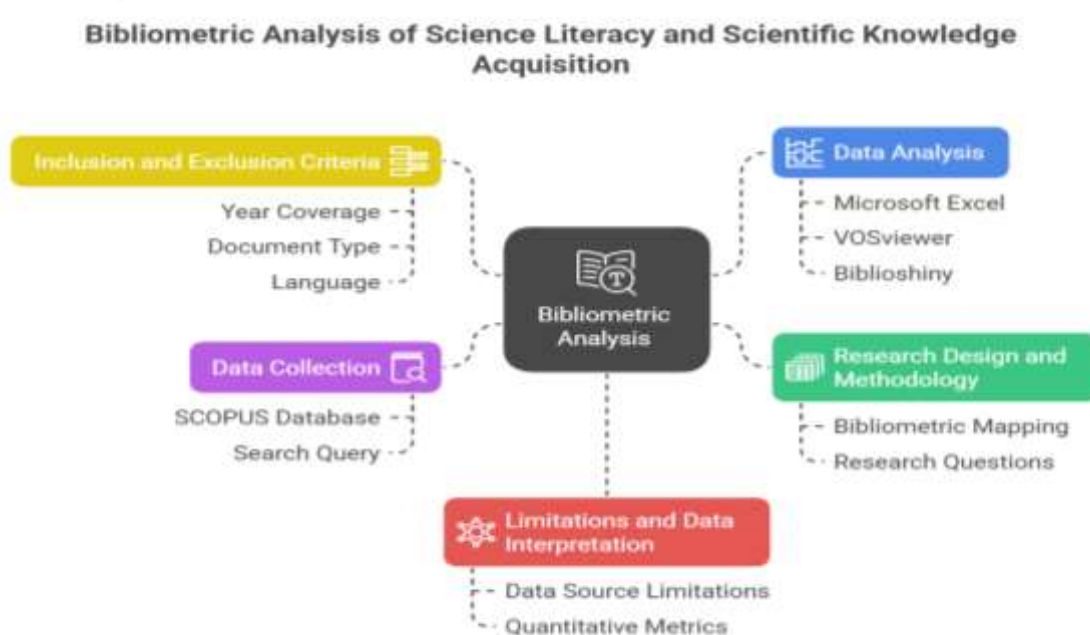 Bibliometric Analysis of Science Literacy and Scientific Knowledge
Acquisition
Inclusion and Exclusion Criteria
Year Coverage
Document Type
Language
Data Collection
SCOPUS Database
Search Query
Bibliometric
Analysis
Data Analysis
Microsoft Excel
VOSviewer
Biblioshiny
Research Design and
Methodology
Bibliometric Mapping
Research Questions
Limitations and Data
Interpretation
Data Source Limitations
Quantitative Metrics